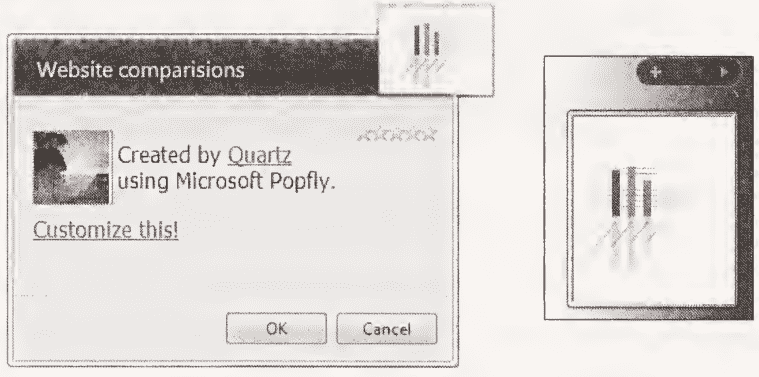 Website comparisions
Created by Quartz
using Microsoft Popfly.
Customize this!
OK
Cancel